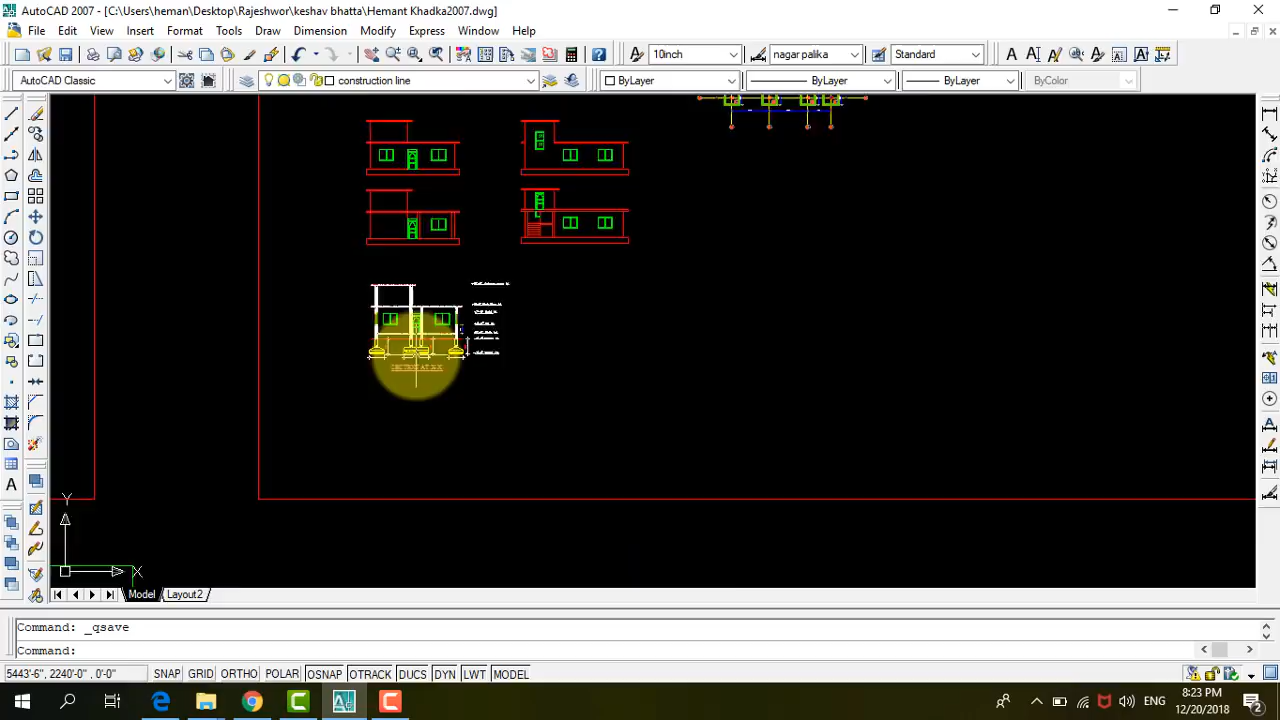 AutoCAD 2007 - [C:\Users\heman\Desktop\Rajeshwor\keshav bhatta\Hemant Khadka2007.dwg]
File Edit View Insert Format Tools Draw Dimension Modify Express Window Help
10inch nagar palika Standard
AutoCAD Classic construction line ByLayer ByLayer ByLayer ByColor
Y
X
Model Layout2
Command: _qsave
Command:
5443'-6", 2240'-0" , 0'-0" SNAP GRID ORTHO POLAR OSNAP OTRACK DUCS DYN LWT MODEL
ENG
8:23 PM
12/20/2018
2